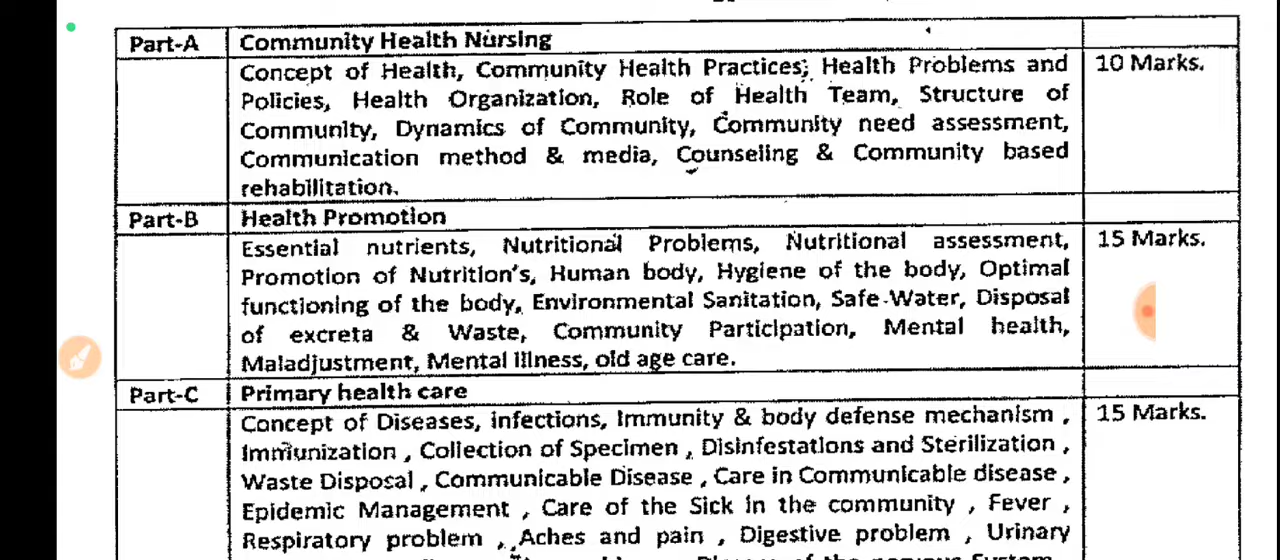 Part-A Community Health Nursing
Concept of Health, Community Health Practices, Health Problems and 10 Marks.
Policies, Health Organization, Role of Health Team, Structure of
Community, Dynamics of Community, Community need assessment,
Communication method & media, Counseling & Community based
rehabilitation.
Part-B Health Promotion
Essential nutrients, Nutritional Problems, Nutritional assessment, 15 Marks.
Promotion of Nutrition's, Human body, Hygiene of the body, Optimal
functioning of the body, Environmental Sanitation, Safe Water, Disposal
of excreta & Waste, Community Participation, Mental health,
Maladjustment, Mental Illness, old age care.
Part-C Primary health care
Concept of Diseases, infections, Immunity & body defense mechanism , 15 Marks.
Immunization , Collection of Specimen , Disinfestations and Sterilization ,
Waste Disposal , Communicable Disease , Care in Communicable disease ,
Epidemic Management , Care of the Sick in the community , Fever ,
Respiratory problem , Aches and pain , Digestive problem , Urinary
of the nervous System